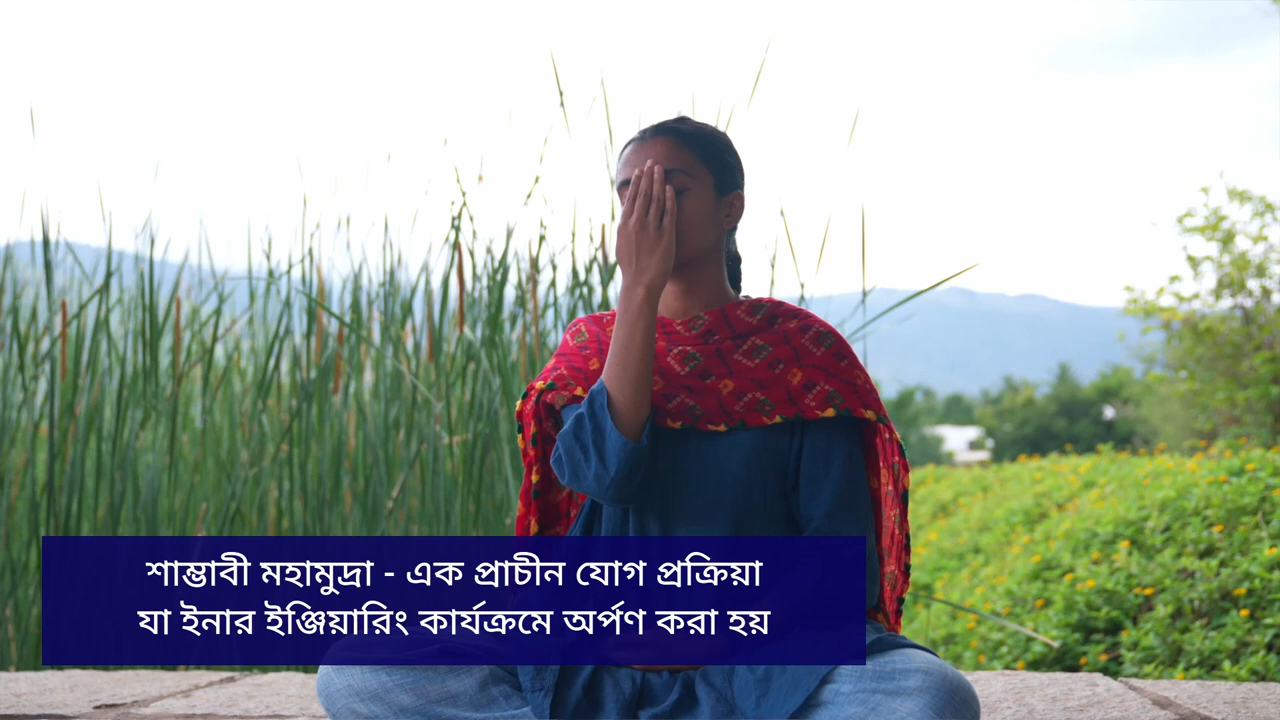 শাম্ভাবী মহামুদ্রা - এক প্রাচীন যোগ প্রক্রিয়া
যা ইনার ইঞ্জিয়ারিং কার্যক্রমে অর্পণ করা হয়